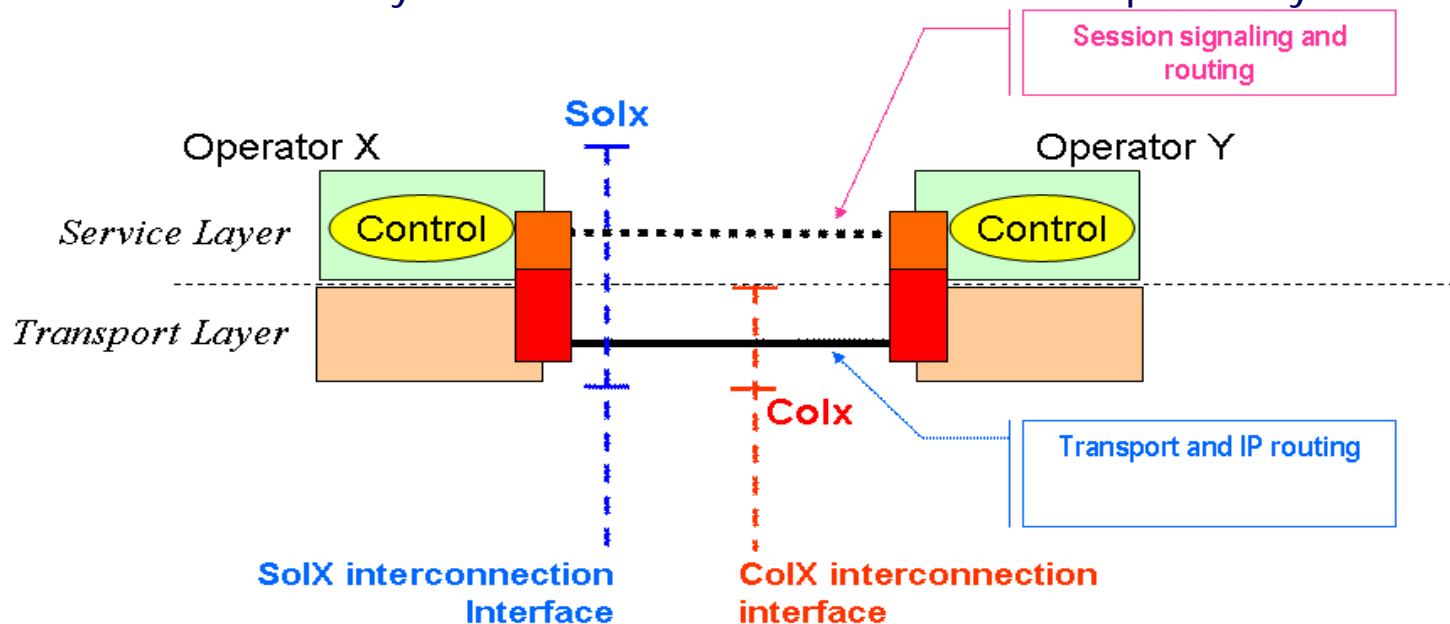 Session signaling and
routing
SoIx
Operator X
Operator Y
Service Layer
Control
Control
Transport Layer
CoIx
Transport and IP routing
SoIX interconnection
Interface
CoIX interconnection
interface